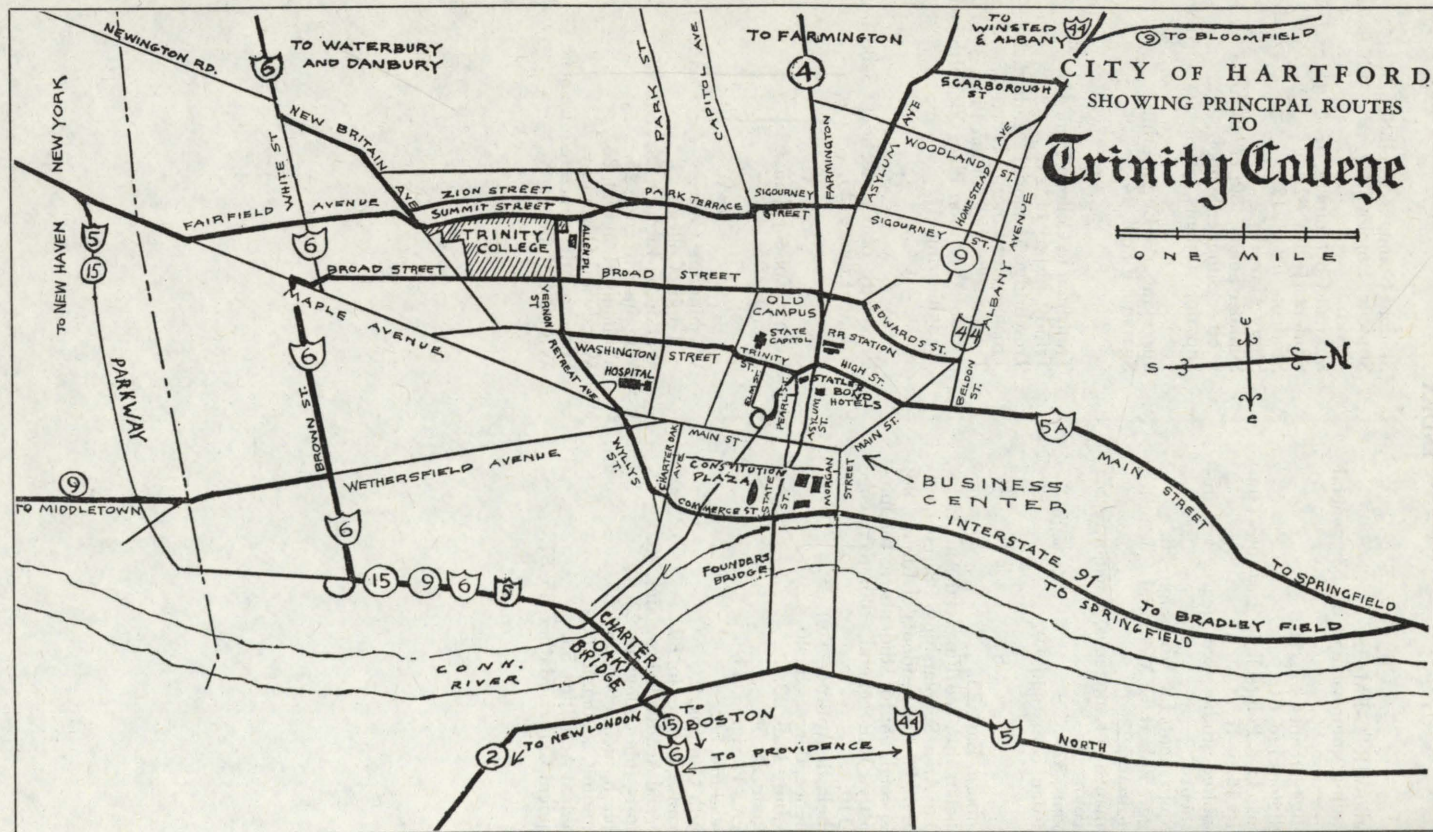 CITY OF HARTFORD
SHOWING PRINCIPAL ROUTES
TO
Trinity College
ONE MILE
S
N
NEWINGTON RD.
6
TO WATERBURY
AND DANBURY
PARK ST
CAPITOL AVE
TO FARMINGTON
4
TO
WINSTED
& ALBANY
44
9 TO BLOOMFIELD
SCARBOROUGH
ST
TO NEW HAVEN NEW YORK
WHITE ST
NEW BRITAIN
AVE
ZION STREET
SUMMIT STREET
PARK TERRACE
SIGOURNEY
STREET
FARMINGTON
AVE
ASYLUM AVE
WOODLAND
ST.
HOMESTEAD
AVE
SIGOURNEY
ST.
9
ALBANY AVENUE
5
15
FAIRFIELD AVENUE
6
TRINITY
COLLEGE
ALLEN PL.
BROAD STREET
BROAD STREET
MAPLE AVENUE
VERNON
ST
OLD
CAMPUS
STATE
CAPITOL
RR STATION
EDWARDS ST.
44
BELDON
ST.
PARKWAY
6
BROWN ST.
RETREAT AVE
WASHINGTON STREET
HOSPITAL
TRINITY
ST.
ELM ST.
PEARL ST.
HIGH ST.
STATLER
BOND
HOTELS
ASYLUM
ST.
5A
MAIN
STREET
MAIN ST.
MAIN ST.
WYLLYS
ST.
CHARTER OAK
AVE
CONSTITUTION
PLAZA
STATE
ST.
MORGAN
STREET
COMMERCE ST.
BUSINESS
CENTER
WETHERSFIELD AVENUE
9
TO MIDDLETOWN
6
15
9
6
5
FOUNDERS
BRIDGE
INTERSTATE 91
TO SPRINGFIELD
TO BRADLEY FIELD
TO SPRINGFIELD
CONN.
RIVER
CHARTER
OAK
BRIDGE
2
TO NEW LONDON
TO
BOSTON
15
6
TO PROVIDENCE
44
5
NORTH